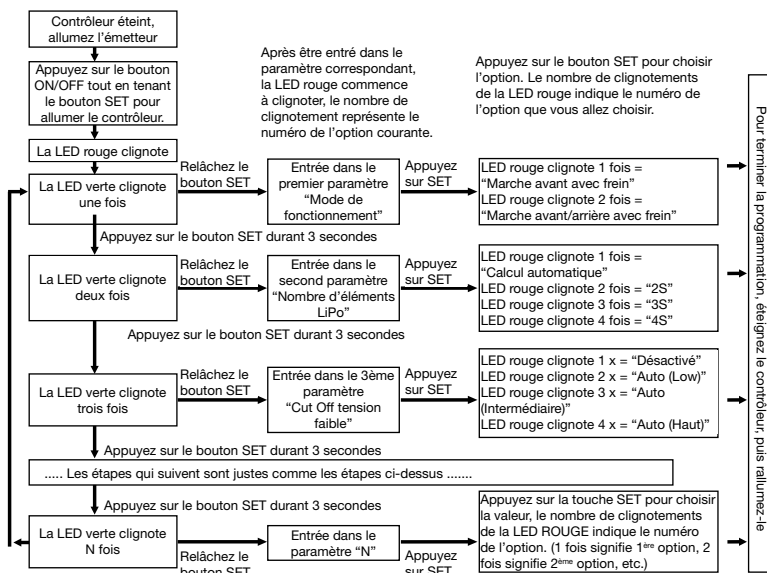 Contrôleur éteint,
allumez l'émetteur
Appuyez sur le bouton
ON/OFF tout en tenant
le bouton SET pour
allumer le contrôleur.
Après être entré dans le
paramètre correspondant,
la LED rouge commence
à clignoter, le nombre de
clignotement représente le
numéro de l'option courante.
Appuyez sur le bouton SET pour choisir
l'option. Le nombre de clignotements
de la LED rouge indique le numéro de
l'option que vous allez choisir.
La LED rouge clignote
La LED verte clignote
une fois
Relâchez le
bouton SET
Entrée dans le
premier paramètre
“Mode de
fonctionnement”
Appuyez
sur SET
LED rouge clignote 1 fois =
“Marche avant avec frein”
LED rouge clignote 2 fois =
“Marche avant/arrière avec frein”
Appuyez sur le bouton SET durant 3 secondes
La LED verte clignote
deux fois
Relâchez le
bouton SET
Entrée dans le
second paramètre
“Nombre d'éléments
LiPo”
Appuyez
sur SET
LED rouge clignote 1 fois =
“Calcul automatique”
LED rouge clignote 2 fois = “2S”
LED rouge clignote 3 fois = “3S”
LED rouge clignote 4 fois = “4S”
Appuyez sur le bouton SET durant 3 secondes
La LED verte clignote
trois fois
Relâchez le
bouton SET
Entrée dans le 3ème
paramètre
“Cut Off tension
faible”
Appuyez
sur SET
LED rouge clignote 1 x = “Désactivé”
LED rouge clignote 2 x = “Auto (Low)”
LED rouge clignote 3 x = “Auto
(Intermédiaire)”
LED rouge clignote 4 x = “Auto (Haut)”
Appuyez sur le bouton SET durant 3 secondes
..... Les étapes qui suivent sont justes comme les étapes ci-dessus .......
Appuyez sur le bouton SET durant 3 secondes
La LED verte clignote
N fois
Relâchez le
bouton SET
Entrée dans le
paramètre “N”
Appuyez
sur SET
Appuyez sur la touche SET pour choisir
la valeur, le nombre de clignotements
de la LED ROUGE indique le numéro
de l'option. (1 fois signifie 1ère option, 2
fois signifie 2ème option, etc.)
Pour terminer la programmation, éteignez le contrôleur, puis rallumez-le